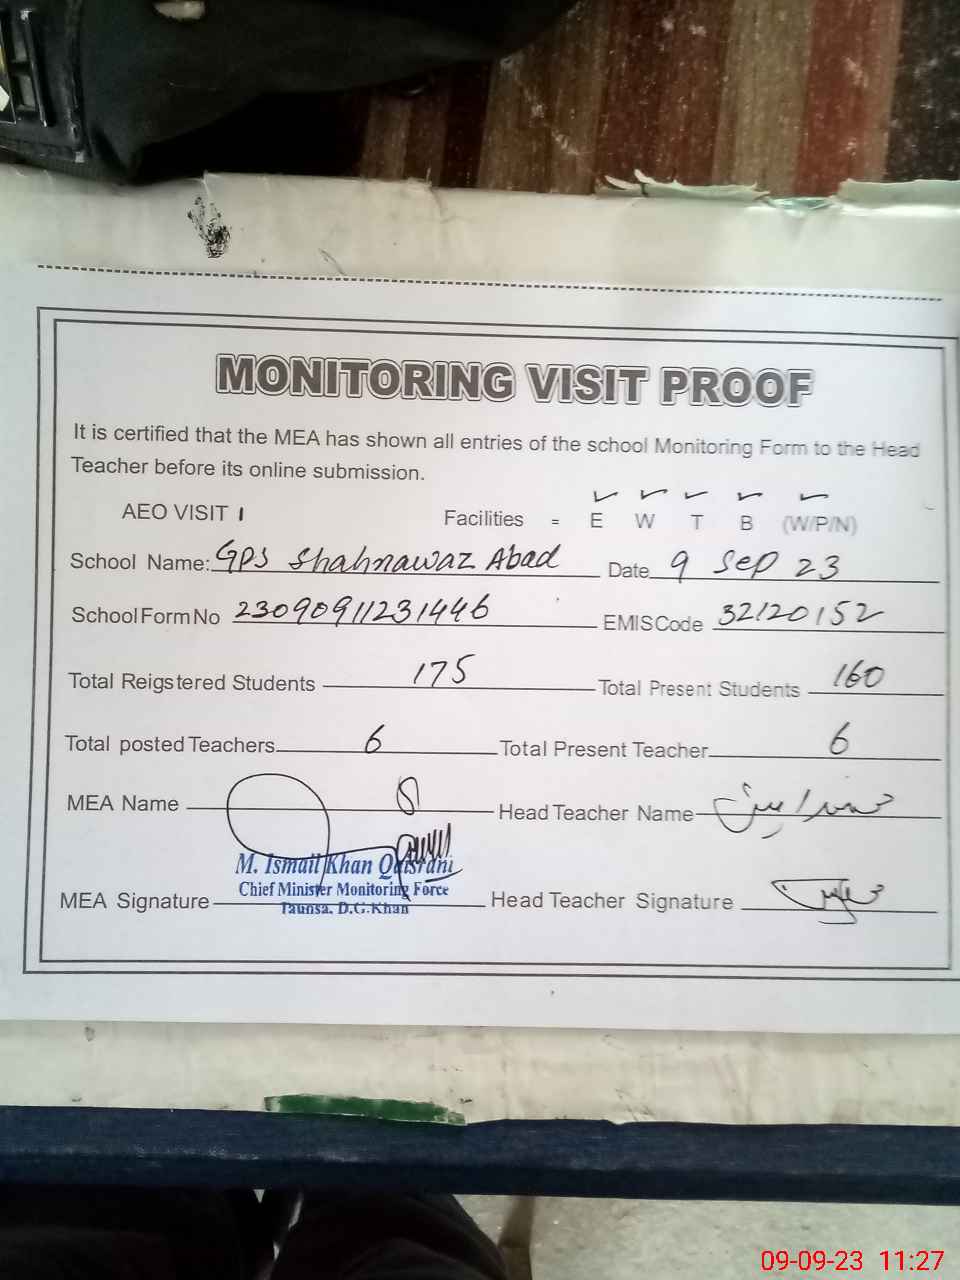 MONITORING VISIT PROOF
It is certified that the MEA has shown all entries of the school Monitoring Form to the Head
Teacher before its online submission.
AEO VISIT 1 Facilities = E W T B (W/P/N)
School Name: GPS Shahnawaz Abad Date 9 Sep 23
School Form No 23090911231446 EMIS Code 32120152
Total Reigstered Students 175 Total Present Students 160
Total posted Teachers 6 Total Present Teacher 6
MEA Name Head Teacher Name
M. Ismail Khan Qaisrani
Chief Minister Monitoring Force
MEA Signature Head Teacher Signature
Taunsa. D.G.Khan
09-09-23 11:27